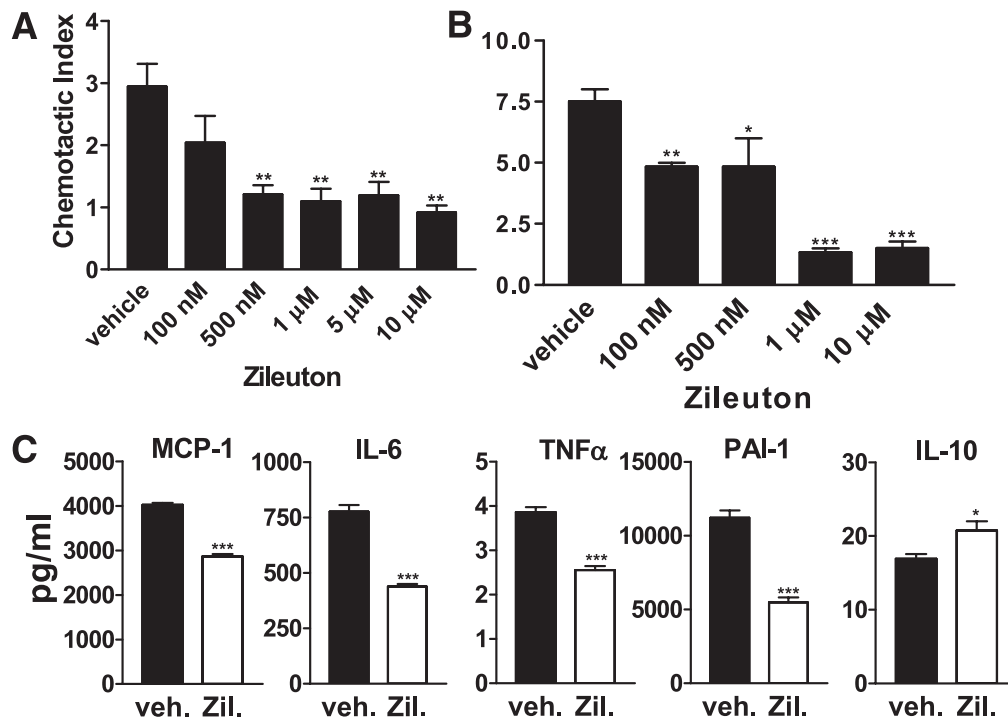 A
Chemotactic Index
4
3
2
1
0
**
**
**
**
vehicle
100 nM
500 nM
1 μM
5 μM
10 μM
Zileuton
B
10.0
7.5
5.0
2.5
0.0
**
*
***
***
vehicle
100 nM
500 nM
1 μM
10 μM
Zileuton
C
pg/ml
MCP-1
5000
4000
3000
2000
1000
0
***
veh. Zil.
IL-6
1000
750
500
250
0
***
veh. Zil.
TNFα
5
4
3
2
1
0
***
veh. Zil.
PAI-1
15000
10000
5000
0
***
veh. Zil.
IL-10
30
20
10
0
*
veh. Zil.